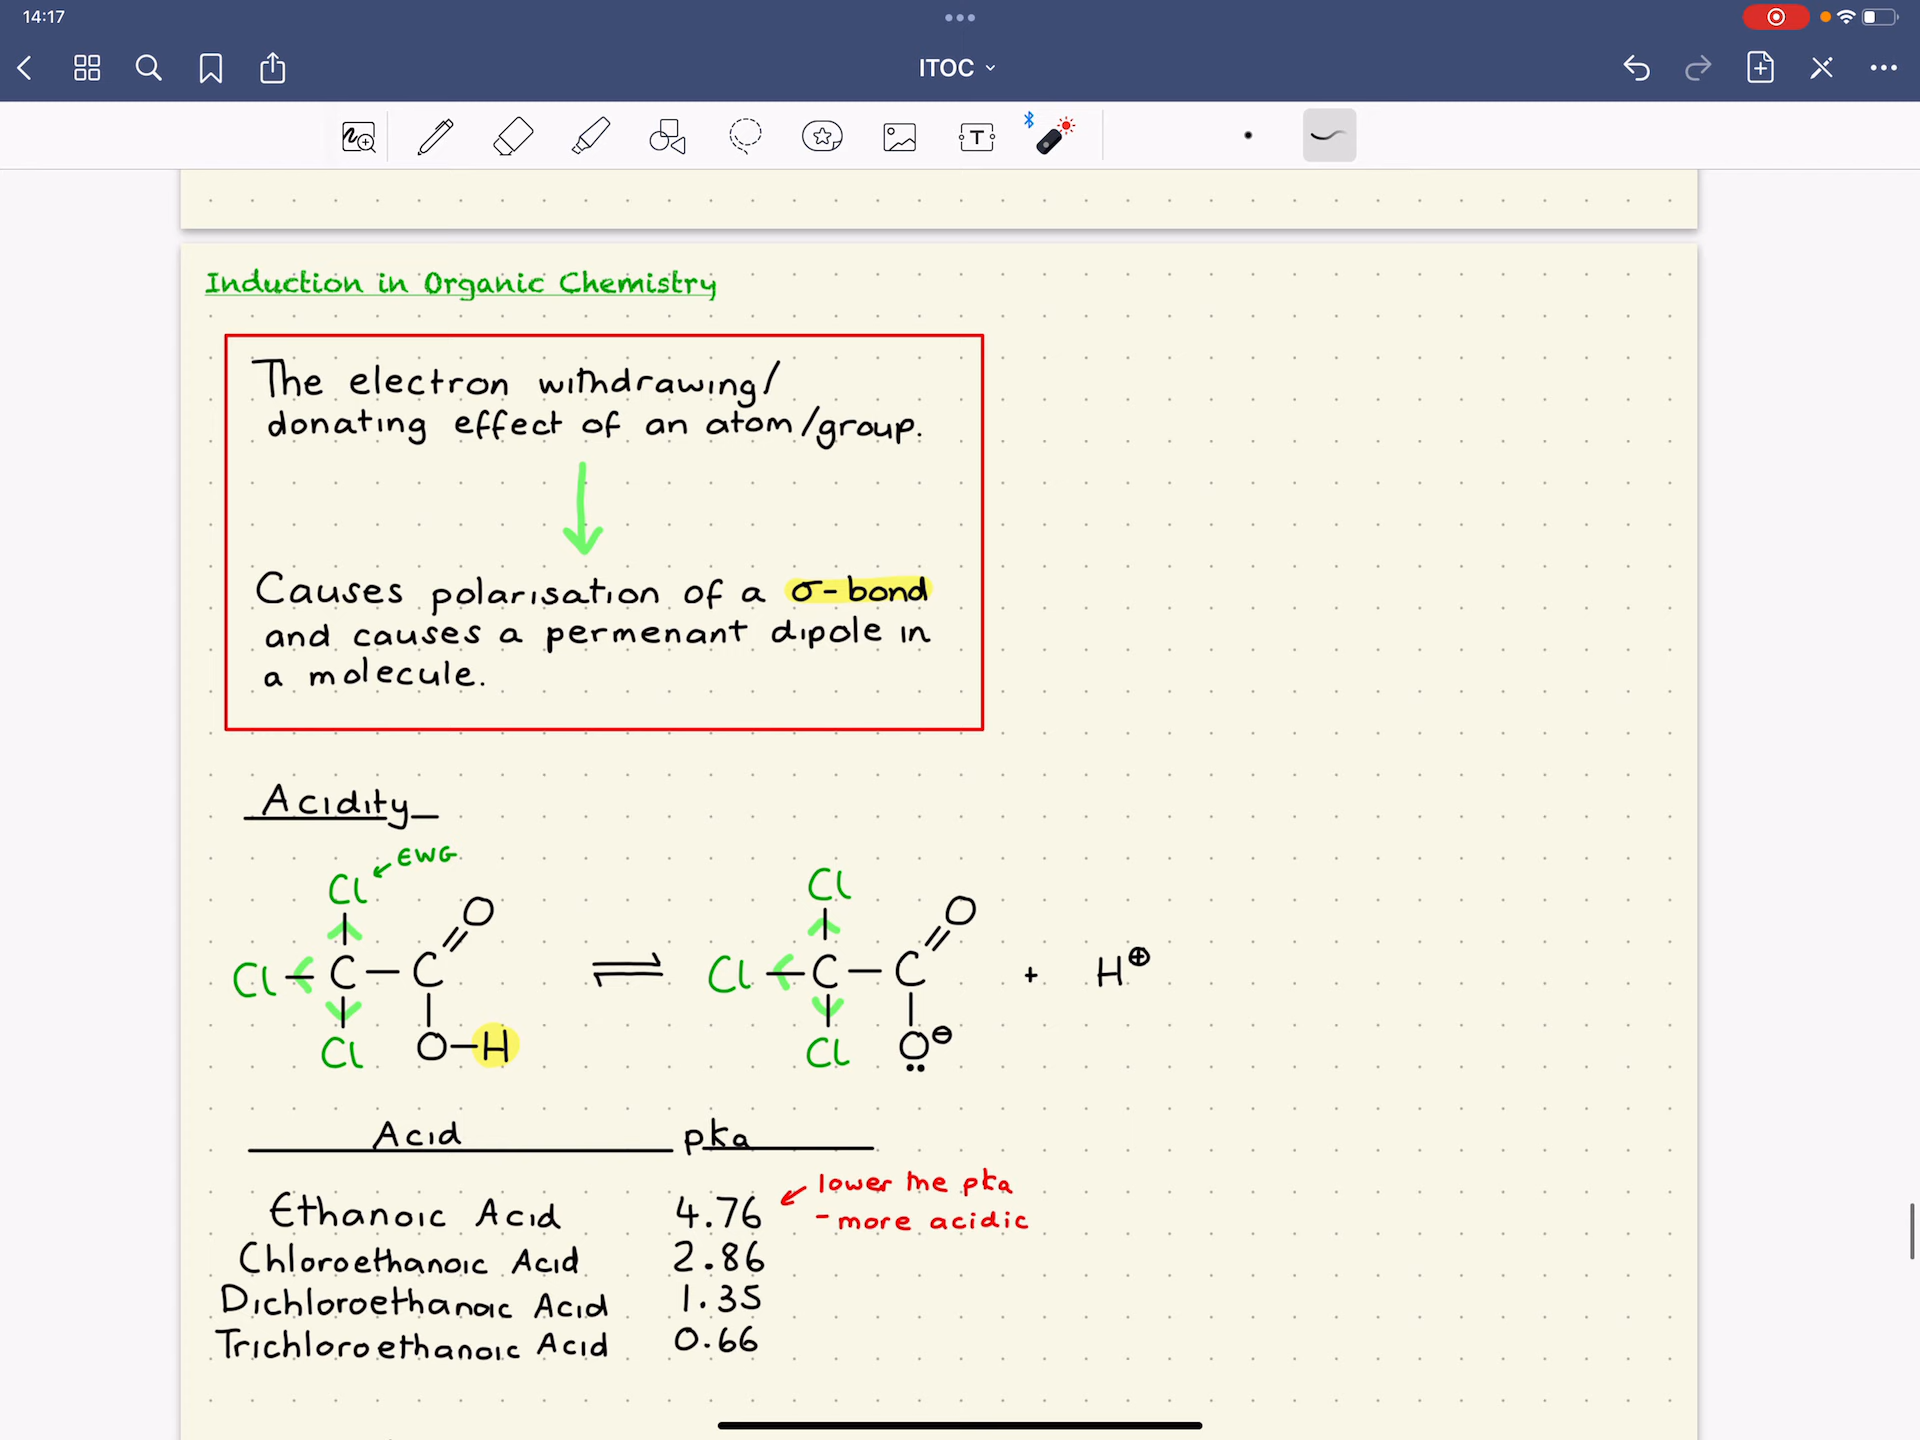 14:17
ITOC
T
Induction in Organic Chemistry
The electron withdrawing/
donating effect of an atom/group.
Causes polarisation of a σ-bond
and causes a permenant dipole in
a molecule.
Acidity
EWG
Cl Cl
O O
Cl C C ⇌ Cl C C + H⊕
Cl O-H Cl O⊖
Acid pka
lower the pka
Ethanoic Acid 4.76
- more acidic
Chloroethanoic Acid 2.86
Dichloroethanoic Acid 1.35
Trichloroethanoic Acid 0.66